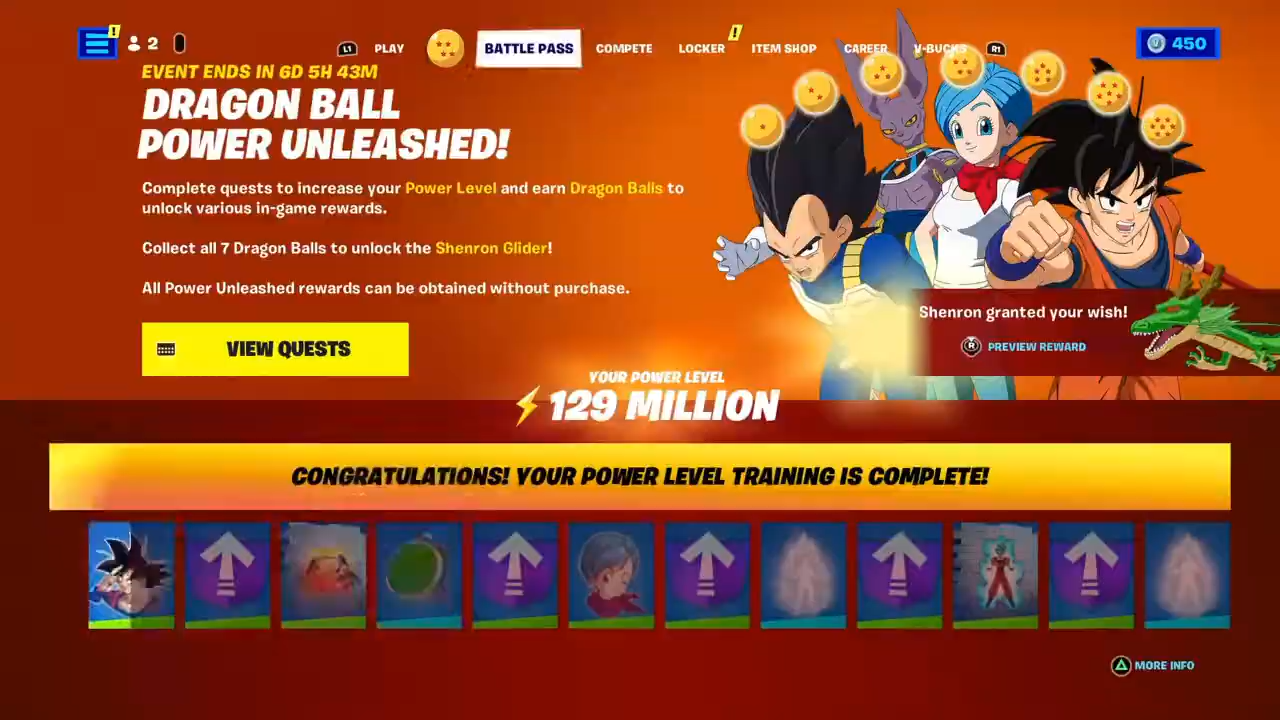 !
2
L1
PLAY
BATTLE PASS
COMPETE
LOCKER
!
ITEM SHOP
CAREER
V-BUCKS
R1
V
450
EVENT ENDS IN 6D 5H 43M
DRAGON BALL
POWER UNLEASHED!
Complete quests to increase your Power Level and earn Dragon Balls to
unlock various in-game rewards.
Collect all 7 Dragon Balls to unlock the Shenron Glider!
All Power Unleashed rewards can be obtained without purchase.
VIEW QUESTS
Shenron granted your wish!
R PREVIEW REWARD
YOUR POWER LEVEL
129 MILLION
CONGRATULATIONS! YOUR POWER LEVEL TRAINING IS COMPLETE!
MORE INFO